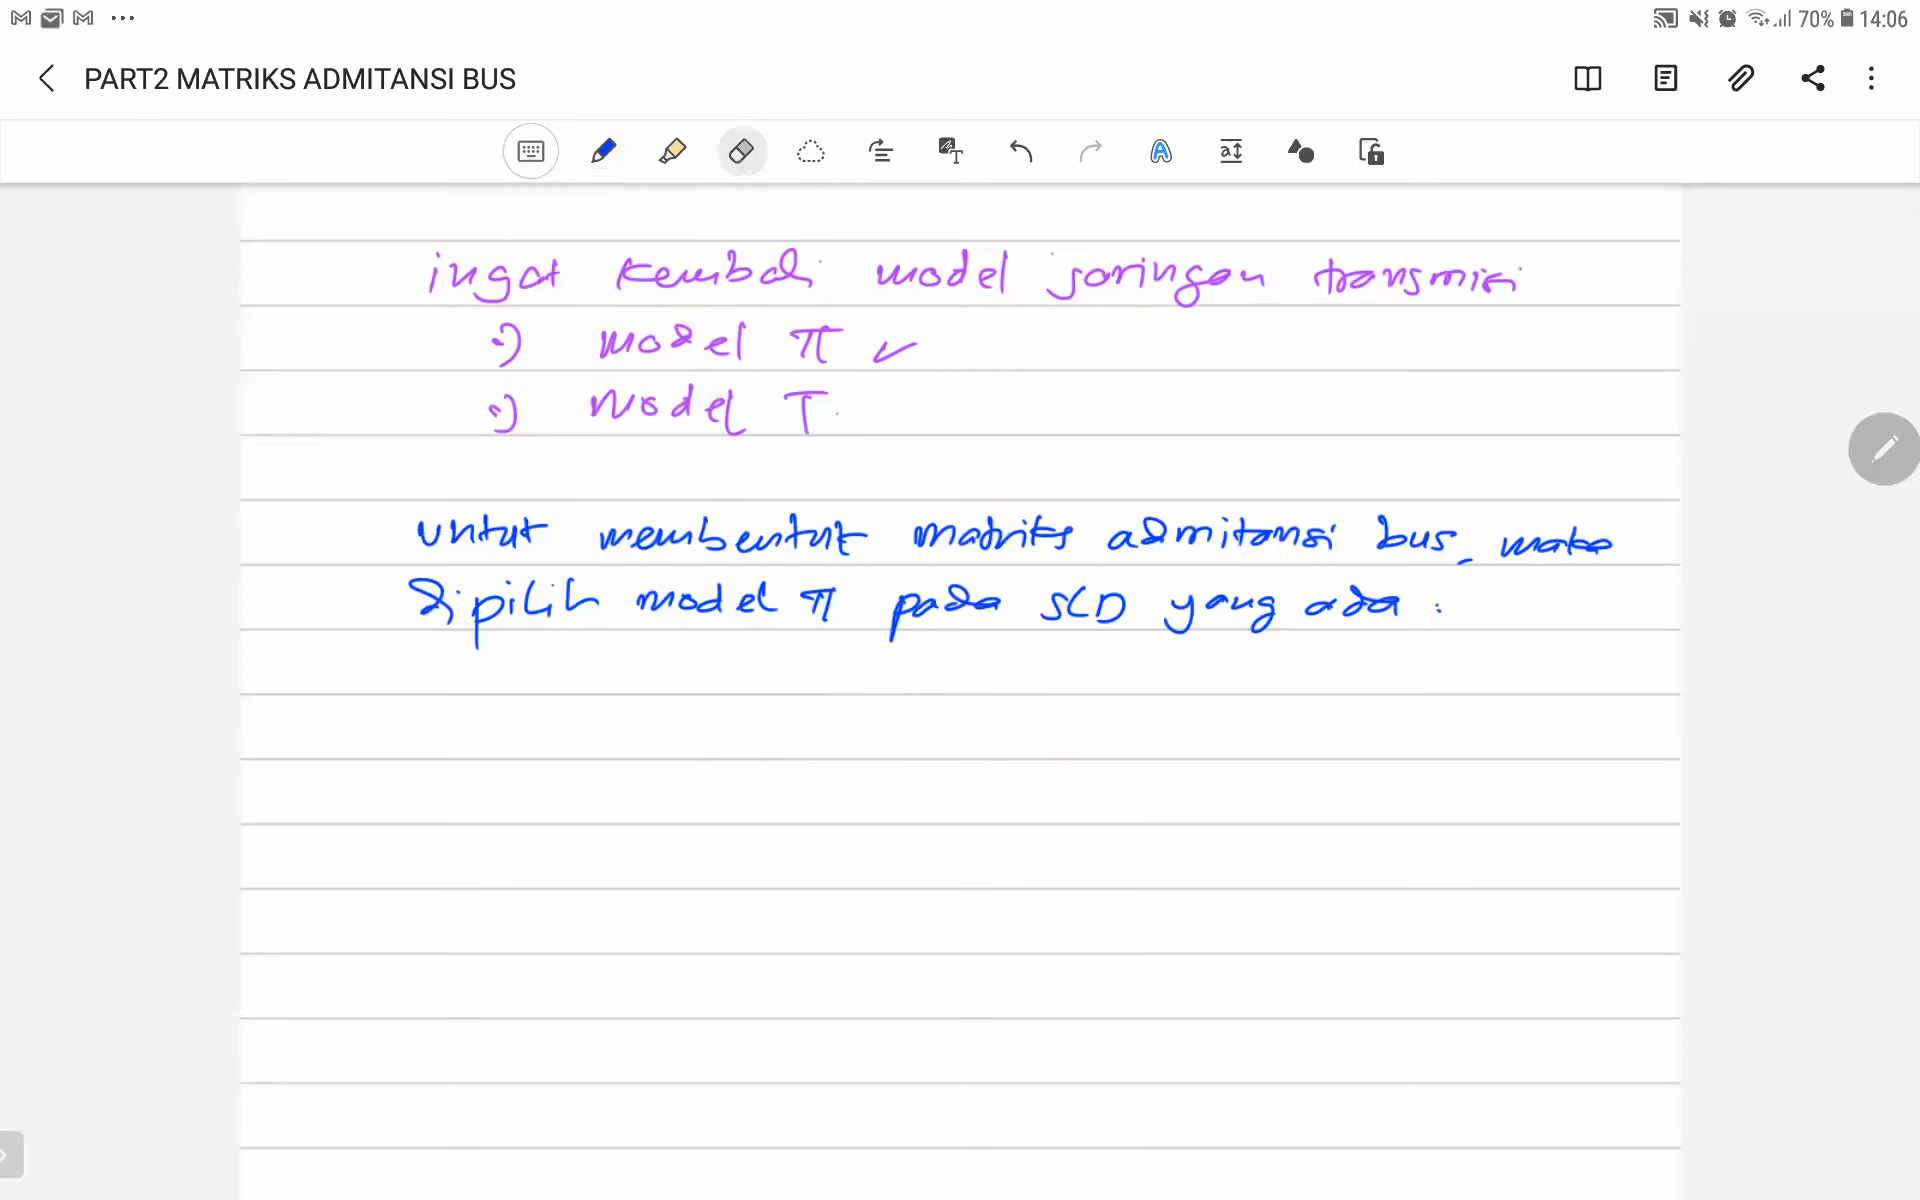 70% 14:06
PART2 MATRIKS ADMITANSI BUS
ingat kembali model jaringan transmisi
model π ✓
Model T
untuk membentuk matriks admitansi bus, maka
dipilih model π pada SLD yang ada :